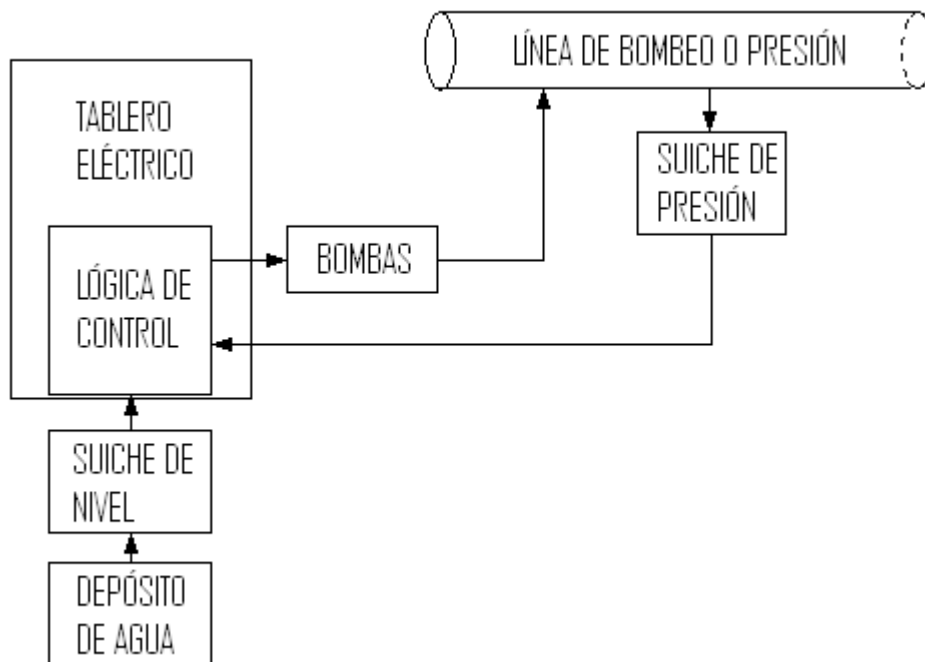 LÍNEA DE BOMBEO O PRESIÓN
TABLERO
ELÉCTRICO
SUICHE DE
PRESIÓN
BOMBAS
LÓGICA DE
CONTROL
SUICHE DE
NIVEL
DEPÓSITO
DE AGUA